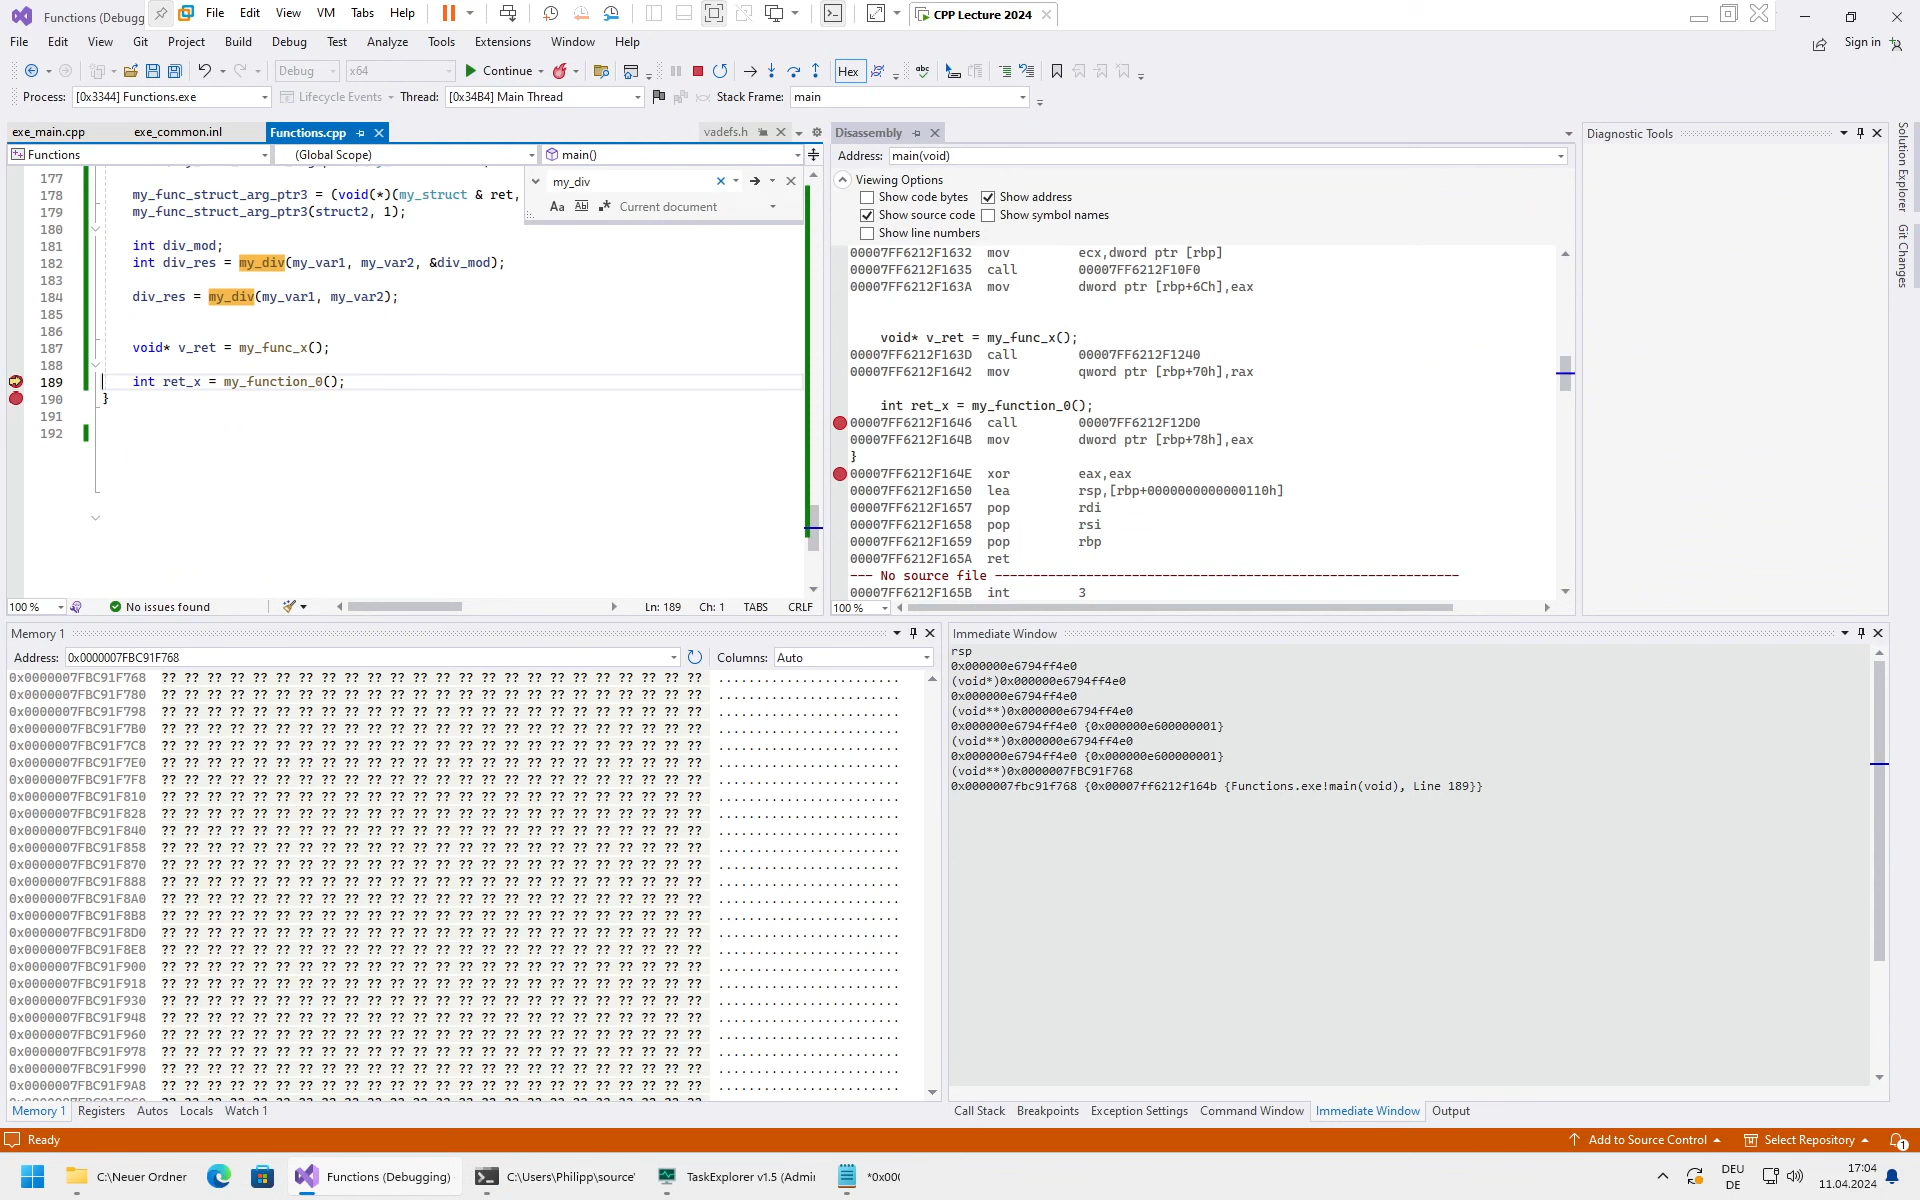 Functions (Debugg
File Edit View VM Tabs Help
CPP Lecture 2024
File Edit View Git Project Build Debug Test Analyze Tools Extensions Window Help
Sign in
Debug x64 Continue Hex
Process: [0x3344] Functions.exe Lifecycle Events Thread: [0x34B4] Main Thread Stack Frame: main
exe_main.cpp exe_common.inl Functions.cpp vadefs.h
Functions (Global Scope) main()
my_div
Aa Ab Current document
177
178 my_func_struct_arg_ptr3 = (void(*)(my_struct & ret,
179 my_func_struct_arg_ptr3(struct2, 1);
180
181 int div_mod;
182 int div_res = my_div(my_var1, my_var2, &div_mod);
183
184 div_res = my_div(my_var1, my_var2);
185
186
187 void* v_ret = my_func_x();
188
189 int ret_x = my_function_0();
190 }
191
192
100 % No issues found Ln: 189 Ch: 1 TABS CRLF
Disassembly
Address: main(void)
Viewing Options
Show code bytes Show address
Show source code Show symbol names
Show line numbers
00007FF6212F1632 mov ecx,dword ptr [rbp]
00007FF6212F1635 call 00007FF6212F10F0
00007FF6212F163A mov dword ptr [rbp+6Ch],eax
void* v_ret = my_func_x();
00007FF6212F163D call 00007FF6212F1240
00007FF6212F1642 mov qword ptr [rbp+70h],rax
int ret_x = my_function_0();
00007FF6212F1646 call 00007FF6212F12D0
00007FF6212F164B mov dword ptr [rbp+78h],eax
}
00007FF6212F164E xor eax,eax
00007FF6212F1650 lea rsp,[rbp+0000000000000110h]
00007FF6212F1657 pop rdi
00007FF6212F1658 pop rsi
00007FF6212F1659 pop rbp
00007FF6212F165A ret
--- No source file -------------------------------------------------------------
00007FF6212F165B int 3
100 %
Diagnostic Tools
Solution Explorer
Git Changes
Memory 1
Address: 0x0000007FBC91F768 Columns: Auto
0x0000007FBC91F768 ?? ?? ?? ?? ?? ?? ?? ?? ?? ?? ?? ?? ?? ?? ?? ?? ?? ?? ?? ?? ?? ?? ?? ?? ........................
0x0000007FBC91F780 ?? ?? ?? ?? ?? ?? ?? ?? ?? ?? ?? ?? ?? ?? ?? ?? ?? ?? ?? ?? ?? ?? ?? ?? ........................
0x0000007FBC91F798 ?? ?? ?? ?? ?? ?? ?? ?? ?? ?? ?? ?? ?? ?? ?? ?? ?? ?? ?? ?? ?? ?? ?? ?? ........................
0x0000007FBC91F7B0 ?? ?? ?? ?? ?? ?? ?? ?? ?? ?? ?? ?? ?? ?? ?? ?? ?? ?? ?? ?? ?? ?? ?? ?? ........................
0x0000007FBC91F7C8 ?? ?? ?? ?? ?? ?? ?? ?? ?? ?? ?? ?? ?? ?? ?? ?? ?? ?? ?? ?? ?? ?? ?? ?? ........................
0x0000007FBC91F7E0 ?? ?? ?? ?? ?? ?? ?? ?? ?? ?? ?? ?? ?? ?? ?? ?? ?? ?? ?? ?? ?? ?? ?? ?? ........................
0x0000007FBC91F7F8 ?? ?? ?? ?? ?? ?? ?? ?? ?? ?? ?? ?? ?? ?? ?? ?? ?? ?? ?? ?? ?? ?? ?? ?? ........................
0x0000007FBC91F810 ?? ?? ?? ?? ?? ?? ?? ?? ?? ?? ?? ?? ?? ?? ?? ?? ?? ?? ?? ?? ?? ?? ?? ?? ........................
0x0000007FBC91F828 ?? ?? ?? ?? ?? ?? ?? ?? ?? ?? ?? ?? ?? ?? ?? ?? ?? ?? ?? ?? ?? ?? ?? ?? ........................
0x0000007FBC91F840 ?? ?? ?? ?? ?? ?? ?? ?? ?? ?? ?? ?? ?? ?? ?? ?? ?? ?? ?? ?? ?? ?? ?? ?? ........................
0x0000007FBC91F858 ?? ?? ?? ?? ?? ?? ?? ?? ?? ?? ?? ?? ?? ?? ?? ?? ?? ?? ?? ?? ?? ?? ?? ?? ........................
0x0000007FBC91F870 ?? ?? ?? ?? ?? ?? ?? ?? ?? ?? ?? ?? ?? ?? ?? ?? ?? ?? ?? ?? ?? ?? ?? ?? ........................
0x0000007FBC91F888 ?? ?? ?? ?? ?? ?? ?? ?? ?? ?? ?? ?? ?? ?? ?? ?? ?? ?? ?? ?? ?? ?? ?? ?? ........................
0x0000007FBC91F8A0 ?? ?? ?? ?? ?? ?? ?? ?? ?? ?? ?? ?? ?? ?? ?? ?? ?? ?? ?? ?? ?? ?? ?? ?? ........................
0x0000007FBC91F8B8 ?? ?? ?? ?? ?? ?? ?? ?? ?? ?? ?? ?? ?? ?? ?? ?? ?? ?? ?? ?? ?? ?? ?? ?? ........................
0x0000007FBC91F8D0 ?? ?? ?? ?? ?? ?? ?? ?? ?? ?? ?? ?? ?? ?? ?? ?? ?? ?? ?? ?? ?? ?? ?? ?? ........................
0x0000007FBC91F8E8 ?? ?? ?? ?? ?? ?? ?? ?? ?? ?? ?? ?? ?? ?? ?? ?? ?? ?? ?? ?? ?? ?? ?? ?? ........................
0x0000007FBC91F900 ?? ?? ?? ?? ?? ?? ?? ?? ?? ?? ?? ?? ?? ?? ?? ?? ?? ?? ?? ?? ?? ?? ?? ?? ........................
0x0000007FBC91F918 ?? ?? ?? ?? ?? ?? ?? ?? ?? ?? ?? ?? ?? ?? ?? ?? ?? ?? ?? ?? ?? ?? ?? ?? ........................
0x0000007FBC91F930 ?? ?? ?? ?? ?? ?? ?? ?? ?? ?? ?? ?? ?? ?? ?? ?? ?? ?? ?? ?? ?? ?? ?? ?? ........................
0x0000007FBC91F948 ?? ?? ?? ?? ?? ?? ?? ?? ?? ?? ?? ?? ?? ?? ?? ?? ?? ?? ?? ?? ?? ?? ?? ?? ........................
0x0000007FBC91F960 ?? ?? ?? ?? ?? ?? ?? ?? ?? ?? ?? ?? ?? ?? ?? ?? ?? ?? ?? ?? ?? ?? ?? ?? ........................
0x0000007FBC91F978 ?? ?? ?? ?? ?? ?? ?? ?? ?? ?? ?? ?? ?? ?? ?? ?? ?? ?? ?? ?? ?? ?? ?? ?? ........................
0x0000007FBC91F990 ?? ?? ?? ?? ?? ?? ?? ?? ?? ?? ?? ?? ?? ?? ?? ?? ?? ?? ?? ?? ?? ?? ?? ?? ........................
0x0000007FBC91F9A8 ?? ?? ?? ?? ?? ?? ?? ?? ?? ?? ?? ?? ?? ?? ?? ?? ?? ?? ?? ?? ?? ?? ?? ?? ........................
Memory 1 Registers Autos Locals Watch 1
Immediate Window
rsp
0x000000e6794ff4e0
(void*)0x000000e6794ff4e0
0x000000e6794ff4e0
(void**)0x000000e6794ff4e0
0x000000e6794ff4e0 {0x000000e600000001}
(void**)0x000000e6794ff4e0
0x000000e6794ff4e0 {0x000000e600000001}
(void**)0x0000007FBC91F768
0x0000007fbc91f768 {0x00007ff6212f164b {Functions.exe!main(void), Line 189}}
Call Stack Breakpoints Exception Settings Command Window Immediate Window Output
Ready Add to Source Control Select Repository 1
C:\Neuer Ordner Functions (Debugging) C:\Users\Philipp\source' TaskExplorer v1.5 (Admin *0x000
DEU
DE
17:04
11.04.2024